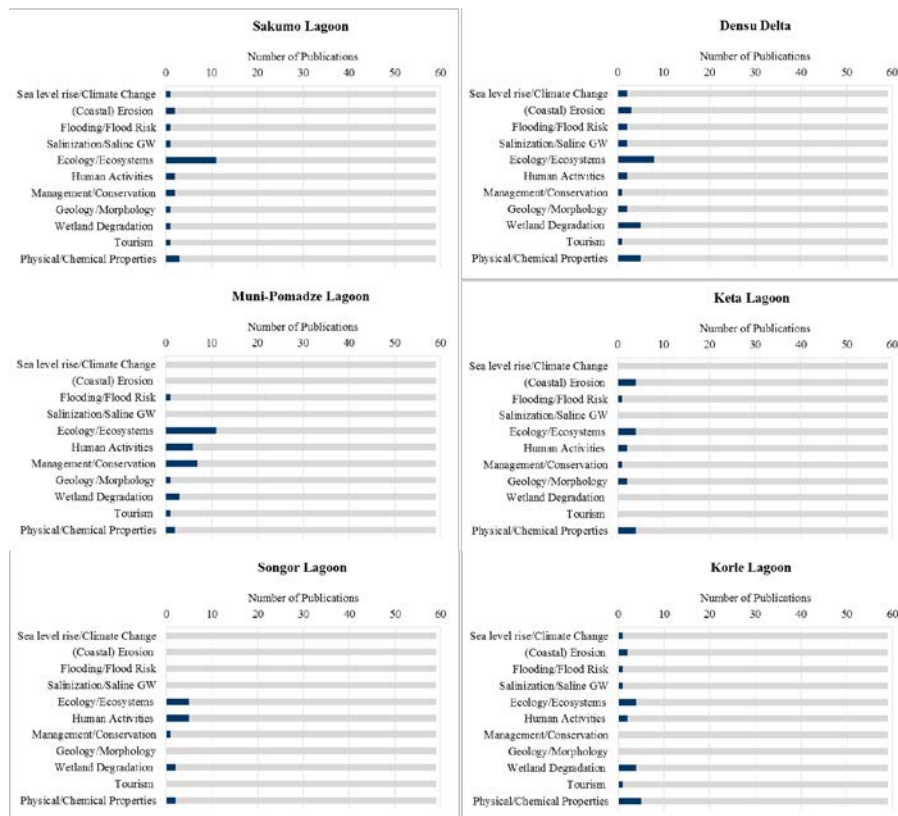 Sakumo Lagoon
Number of Publications
0 10 20 30 40 50 60
Sea level rise/Climate Change
(Coastal) Erosion
Flooding/Flood Risk
Salinization/Saline GW
Ecology/Ecosystems
Human Activities
Management/Conservation
Geology/Morphology
Wetland Degradation
Tourism
Physical/Chemical Properties
Densu Delta
Number of Publications
0 10 20 30 40 50 60
Sea level rise/Climate Change
(Coastal) Erosion
Flooding/Flood Risk
Salinization/Saline GW
Ecology/Ecosystems
Human Activities
Management/Conservation
Geology/Morphology
Wetland Degradation
Tourism
Physical/Chemical Properties
Muni-Pomadze Lagoon
Number of Publications
0 10 20 30 40 50 60
Sea level rise/Climate Change
(Coastal) Erosion
Flooding/Flood Risk
Salinization/Saline GW
Ecology/Ecosystems
Human Activities
Management/Conservation
Geology/Morphology
Wetland Degradation
Tourism
Physical/Chemical Properties
Keta Lagoon
Number of Publications
0 10 20 30 40 50 60
Sea level rise/Climate Change
(Coastal) Erosion
Flooding/Flood Risk
Salinization/Saline GW
Ecology/Ecosystems
Human Activities
Management/Conservation
Geology/Morphology
Wetland Degradation
Tourism
Physical/Chemical Properties
Songor Lagoon
Number of Publications
0 10 20 30 40 50 60
Sea level rise/Climate Change
(Coastal) Erosion
Flooding/Flood Risk
Salinization/Saline GW
Ecology/Ecosystems
Human Activities
Management/Conservation
Geology/Morphology
Wetland Degradation
Tourism
Physical/Chemical Properties
Korle Lagoon
Number of Publications
0 10 20 30 40 50 60
Sea level rise/Climate Change
(Coastal) Erosion
Flooding/Flood Risk
Salinization/Saline GW
Ecology/Ecosystems
Human Activities
Management/Conservation
Geology/Morphology
Wetland Degradation
Tourism
Physical/Chemical Properties